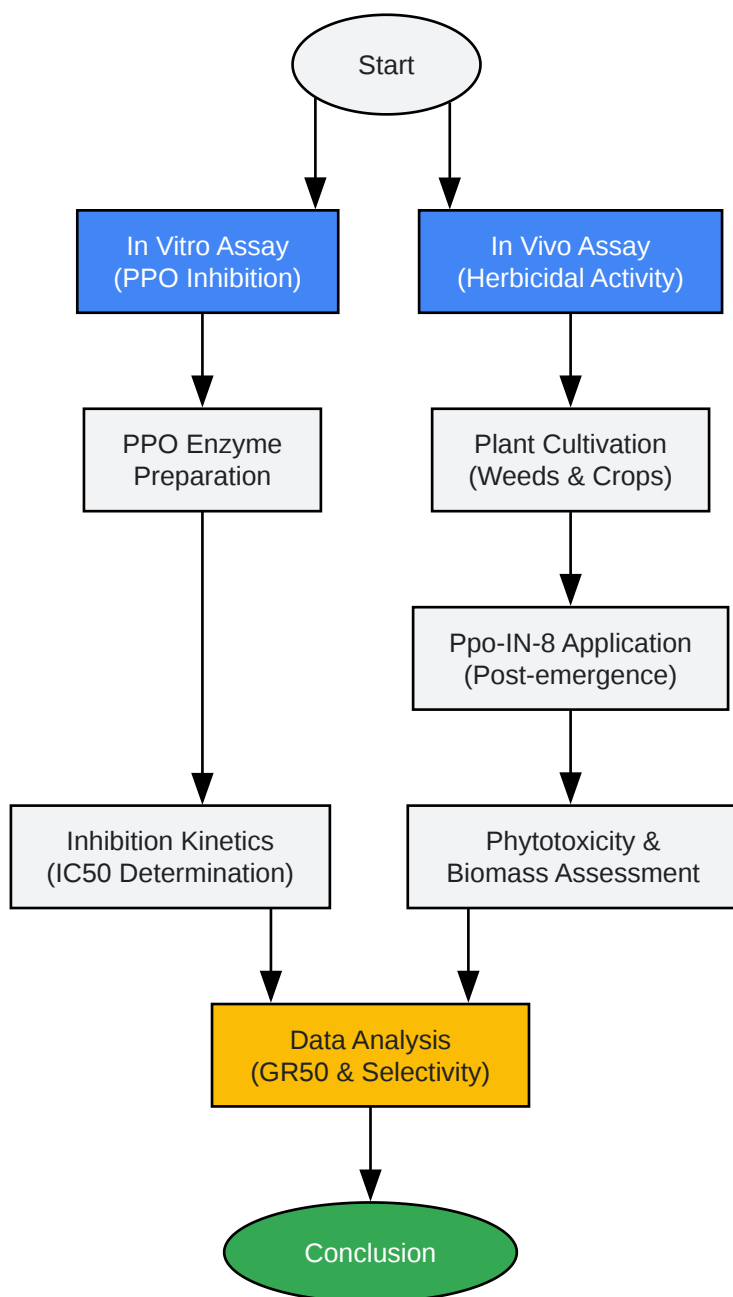 Start
In Vitro Assay
(PPO Inhibition)
In Vivo Assay
(Herbicidal Activity)
PPO Enzyme
Preparation
Plant Cultivation
(Weeds & Crops)
Ppo-IN-8 Application
(Post-emergence)
Inhibition Kinetics
(IC50 Determination)
Phytotoxicity &
Biomass Assessment
Data Analysis
(GR50 & Selectivity)
Conclusion